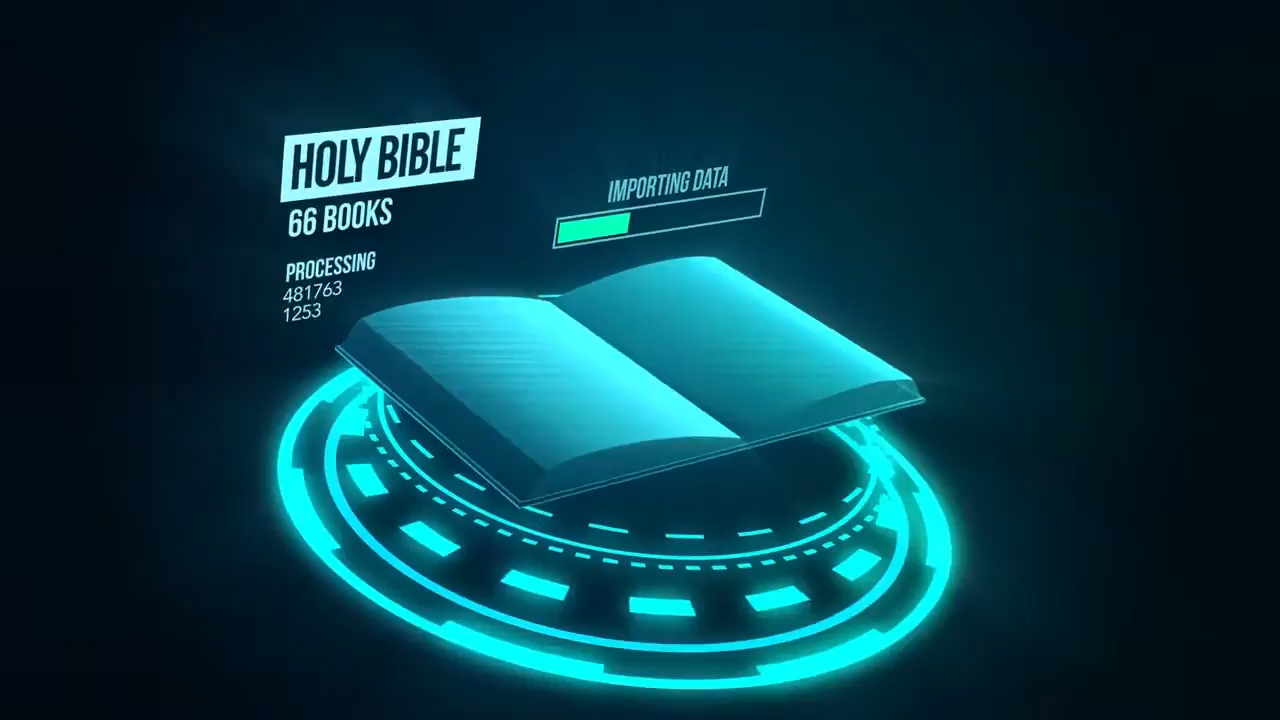 HOLY BIBLE
66 BOOKS
PROCESSING
481763
1253
IMPORTING DATA